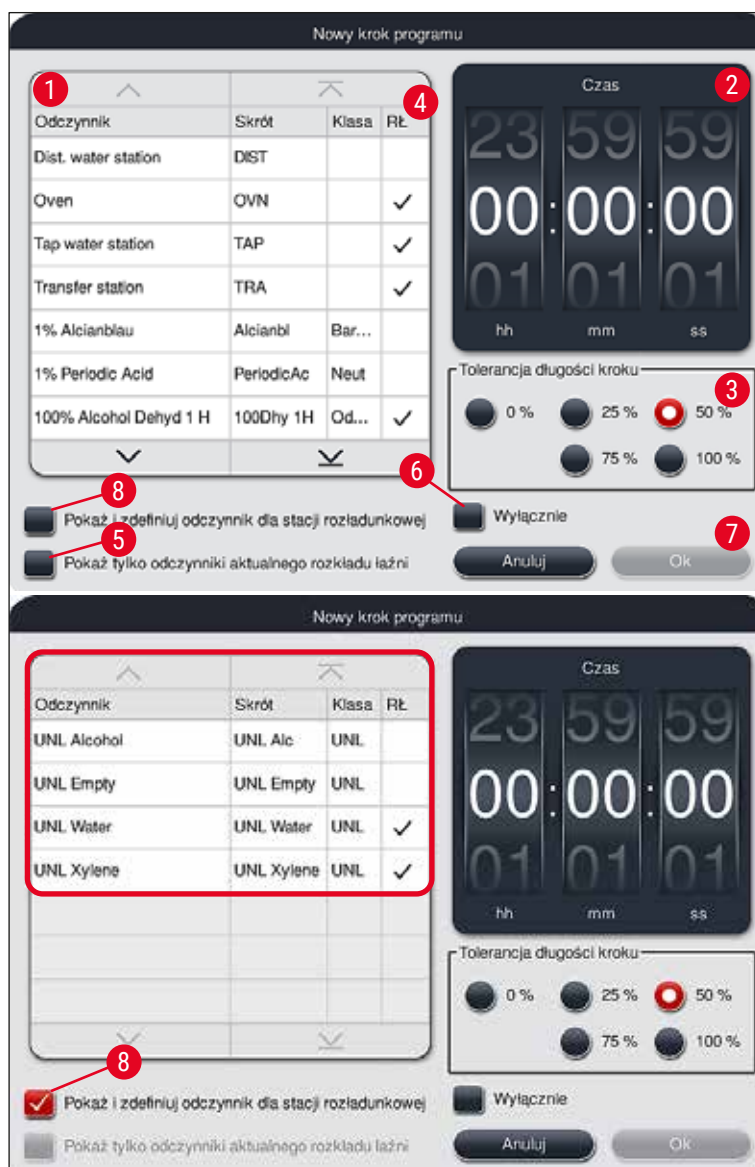 Nowy krok programu
1
Odczynnik Skrót Klasa RŁ
4
Dist. water station DIST
Oven OVN
Tap water station TAP
Transfer station TRA
1% Alcianblau Alcianbl Bar...
1% Periodic Acid PeriodicAc Neut
100% Alcohol Dehyd 1 H 100Dhy 1H Od...
Czas
2
23 59 59
00:00:00
01 01 01
hh mm ss
Tolerancja długości kroku
3
0 % 25 % 50 %
75 % 100 %
8
Pokaż i zdefiniuj odczynnik dla stacji rozładunkowej
5
Pokaż tylko odczynniki aktualnego rozkładu łaźni
6
Wyłącznie
7
Anuluj Ok
Nowy krok programu
Odczynnik Skrót Klasa RŁ
UNL Alcohol UNL Alc UNL
UNL Empty UNL Empty UNL
UNL Water UNL Water UNL
UNL Xylene UNL Xylene UNL
Czas
23 59 59
00:00:00
01 01 01
hh mm ss
Tolerancja długości kroku
0 % 25 % 50 %
75 % 100 %
8
Pokaż i zdefiniuj odczynnik dla stacji rozładunkowej
Pokaż tylko odczynniki aktualnego rozkładu łaźni
Wyłącznie
Anuluj Ok